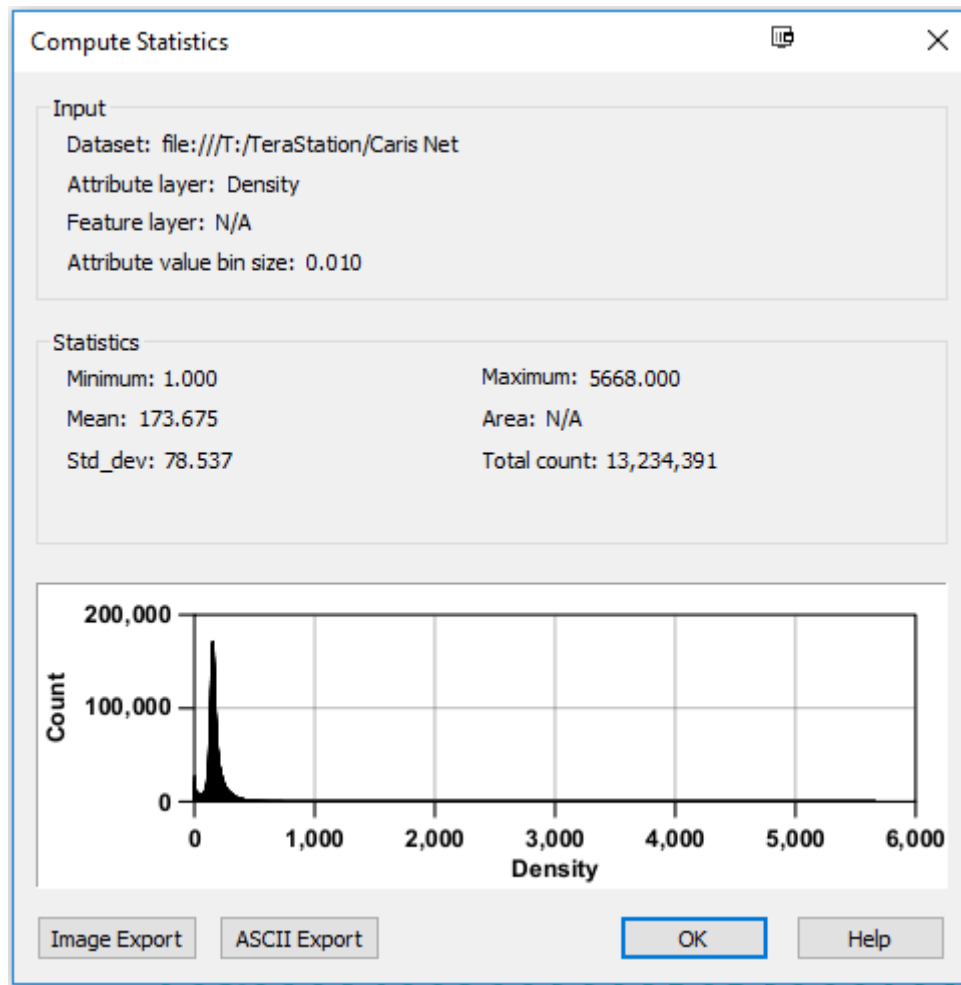 Compute Statistics
Input
Dataset: file:///T:/TeraStation/Caris Net
Attribute layer: Density
Feature layer: N/A
Attribute value bin size: 0.010
Statistics
Minimum: 1.000 Maximum: 5668.000
Mean: 173.675 Area: N/A
Std_dev: 78.537 Total count: 13,234,391
200,000
100,000
0
Count
0 1,000 2,000 3,000 4,000 5,000 6,000
Density
Image Export ASCII Export OK Help